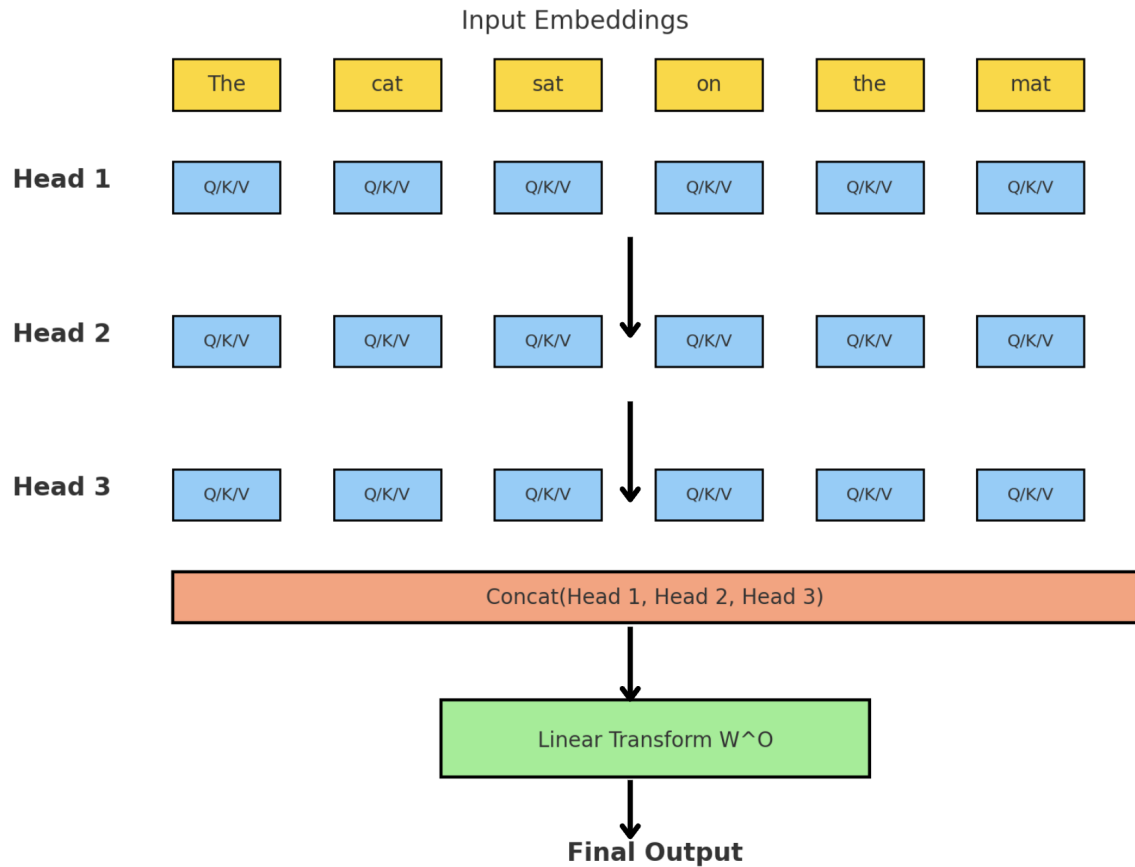 Input Embeddings
The cat sat on the mat
Head 1 Q/K/V Q/K/V Q/K/V Q/K/V Q/K/V Q/K/V
Head 2 Q/K/V Q/K/V Q/K/V Q/K/V Q/K/V Q/K/V
Head 3 Q/K/V Q/K/V Q/K/V Q/K/V Q/K/V Q/K/V
Concat(Head 1, Head 2, Head 3)
Linear Transform W^O
Final Output